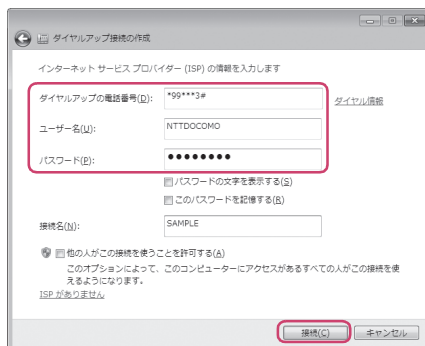 ダイヤルアップ接続の作成
インターネット サービス プロバイダー (ISP) の情報を入力します
ダイヤルアップの電話番号(D): *99***3# ダイヤル情報
ユーザー名(U): NTTDOCOMO
パスワード(P): ●●●●●●●●
パスワードの文字を表示する(S)
このパスワードを記憶する(R)
接続名(N): SAMPLE
他の人がこの接続を使うことを許可する(A)
このオプションによって、このコンピューターにアクセスがあるすべての人がこの接続を使
えるようになります。
ISP がありません
接続(C) キャンセル